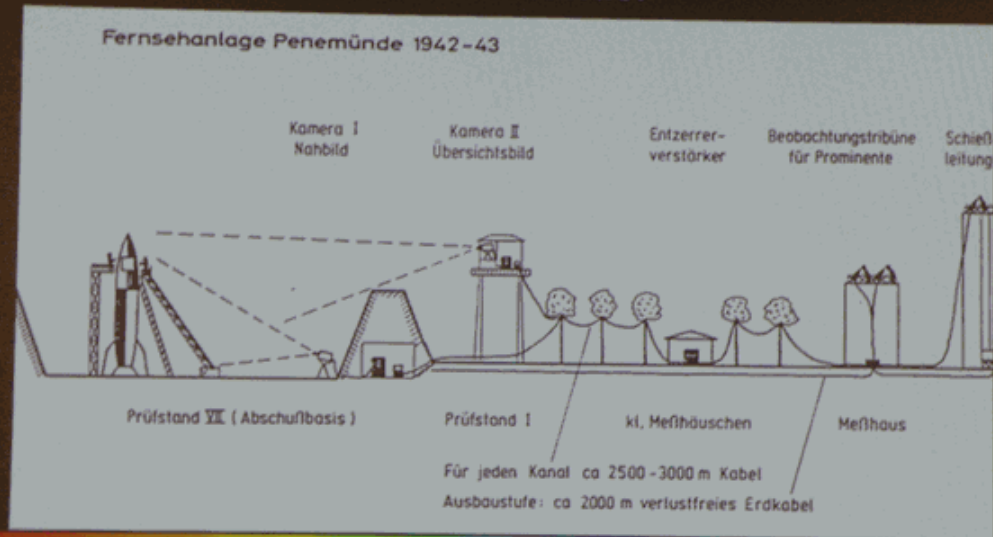 Fernsehanlage Penemünde 1942-43
Kamera I
Nahbild
Kamera II
Übersichtsbild
Entzerrer-
verstärker
Beobachtungstribüne
für Prominente
Schieß
leitung
Prüfstand VII (Abschußbasis)
Prüfstand I
kl. Meßhäuschen
Meßhaus
Für jeden Kanal ca 2500-3000 m Kabel
Ausbaustufe: ca 2000 m verlustfreies Erdkabel